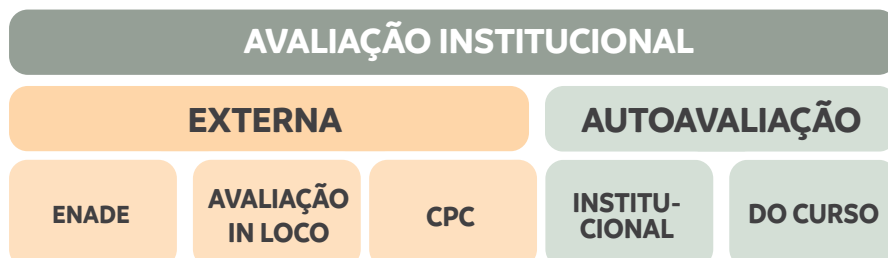 AVALIAÇÃO INSTITUCIONAL
EXTERNA
AUTOAVALIAÇÃO
ENADE
AVALIAÇÃO
IN LOCO
CPC
INSTITU-
CIONAL
DO CURSO